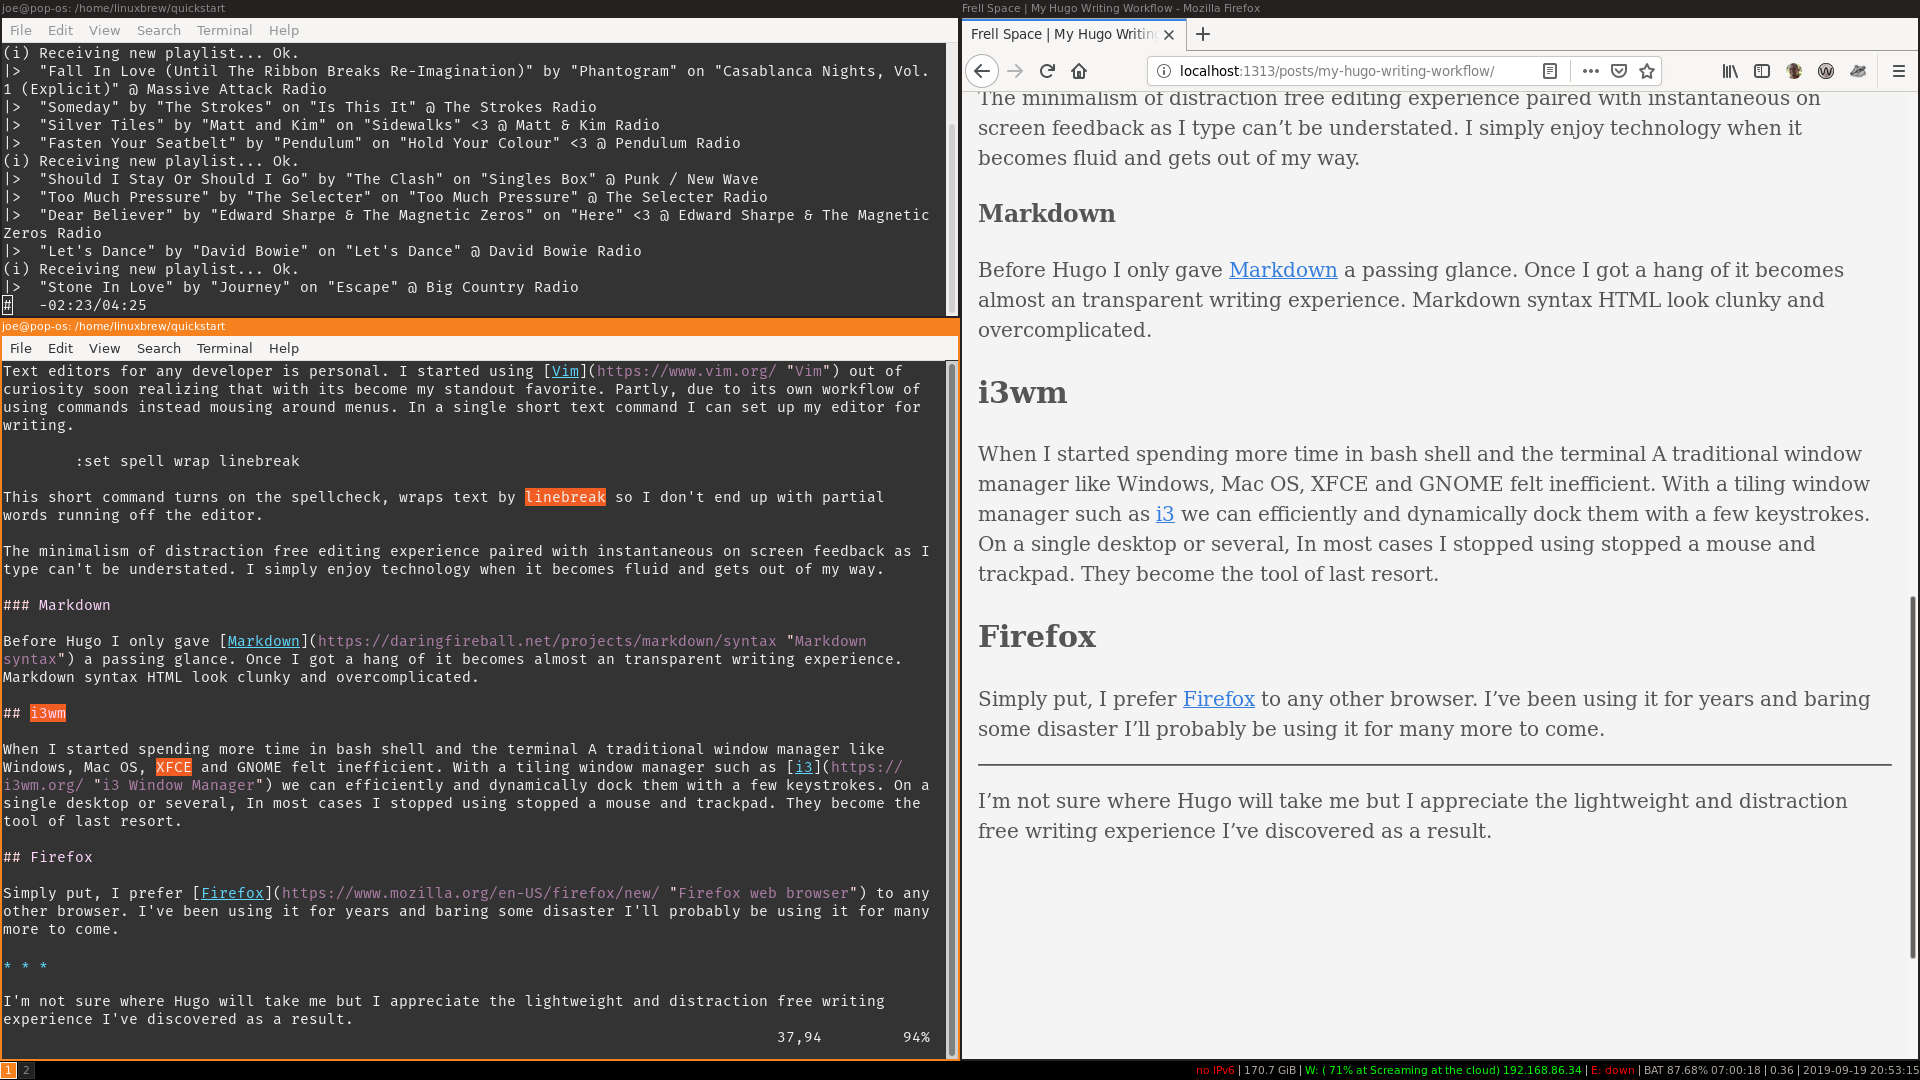 joe@pop-os: /home/linuxbrew/quickstart
File Edit View Search Terminal Help
(i) Receiving new playlist... Ok.
|>  "Fall In Love (Until The Ribbon Breaks Re-Imagination)" by "Phantogram" on "Casablanca Nights, Vol.
1 (Explicit)" @ Massive Attack Radio
|>  "Someday" by "The Strokes" on "Is This It" @ The Strokes Radio
|>  "Silver Tiles" by "Matt and Kim" on "Sidewalks" <3 @ Matt & Kim Radio
|>  "Fasten Your Seatbelt" by "Pendulum" on "Hold Your Colour" <3 @ Pendulum Radio
(i) Receiving new playlist... Ok.
|>  "Should I Stay Or Should I Go" by "The Clash" on "Singles Box" @ Punk / New Wave
|>  "Too Much Pressure" by "The Selecter" on "Too Much Pressure" @ The Selecter Radio
|>  "Dear Believer" by "Edward Sharpe & The Magnetic Zeros" on "Here" <3 @ Edward Sharpe & The Magnetic
Zeros Radio
|>  "Let's Dance" by "David Bowie" on "Let's Dance" @ David Bowie Radio
(i) Receiving new playlist... Ok.
|>  "Stone In Love" by "Journey" on "Escape" @ Big Country Radio
#   -02:23/04:25
joe@pop-os: /home/linuxbrew/quickstart
File Edit View Search Terminal Help
Text editors for any developer is personal. I started using [Vim](https://www.vim.org/ "Vim") out of
curiosity soon realizing that with its become my standout favorite. Partly, due to its own workflow of
using commands instead mousing around menus. In a single short text command I can set up my editor for
writing.
:set spell wrap linebreak
This short command turns on the spellcheck, wraps text by linebreak so I don't end up with partial
words running off the editor.
The minimalism of distraction free editing experience paired with instantaneous on screen feedback as I
type can't be understated. I simply enjoy technology when it becomes fluid and gets out of my way.
### Markdown
Before Hugo I only gave [Markdown](https://daringfireball.net/projects/markdown/syntax "Markdown
syntax") a passing glance. Once I got a hang of it becomes almost an transparent writing experience.
Markdown syntax HTML look clunky and overcomplicated.
## i3wm
When I started spending more time in bash shell and the terminal A traditional window manager like
Windows, Mac OS, XFCE and GNOME felt inefficient. With a tiling window manager such as [i3](https://
i3wm.org/ "i3 Window Manager") we can efficiently and dynamically dock them with a few keystrokes. On a
single desktop or several, In most cases I stopped using stopped a mouse and trackpad. They become the
tool of last resort.
## Firefox
Simply put, I prefer [Firefox](https://www.mozilla.org/en-US/firefox/new/ "Firefox web browser") to any
other browser. I've been using it for years and baring some disaster I'll probably be using it for many
more to come.
* * *
I'm not sure where Hugo will take me but I appreciate the lightweight and distraction free writing
experience I've discovered as a result.
37,94 94%
Frell Space | My Hugo Writing Workflow - Mozilla Firefox
Frell Space | My Hugo Writin
localhost:1313/posts/my-hugo-writing-workflow/
The minimalism of distraction free editing experience paired with instantaneous on
screen feedback as I type can’t be understated. I simply enjoy technology when it
becomes fluid and gets out of my way.
Markdown
Before Hugo I only gave Markdown a passing glance. Once I got a hang of it becomes
almost an transparent writing experience. Markdown syntax HTML look clunky and
overcomplicated.
i3wm
When I started spending more time in bash shell and the terminal A traditional window
manager like Windows, Mac OS, XFCE and GNOME felt inefficient. With a tiling window
manager such as i3 we can efficiently and dynamically dock them with a few keystrokes.
On a single desktop or several, In most cases I stopped using stopped a mouse and
trackpad. They become the tool of last resort.
Firefox
Simply put, I prefer Firefox to any other browser. I’ve been using it for years and baring
some disaster I’ll probably be using it for many more to come.
I’m not sure where Hugo will take me but I appreciate the lightweight and distraction
free writing experience I’ve discovered as a result.
1 2
no IPv6 | 170.7 GiB | W: ( 71% at Screaming at the cloud) 192.168.86.34 | E: down | BAT 87.68% 07:00:18 | 0.36 | 2019-09-19 20:53:15